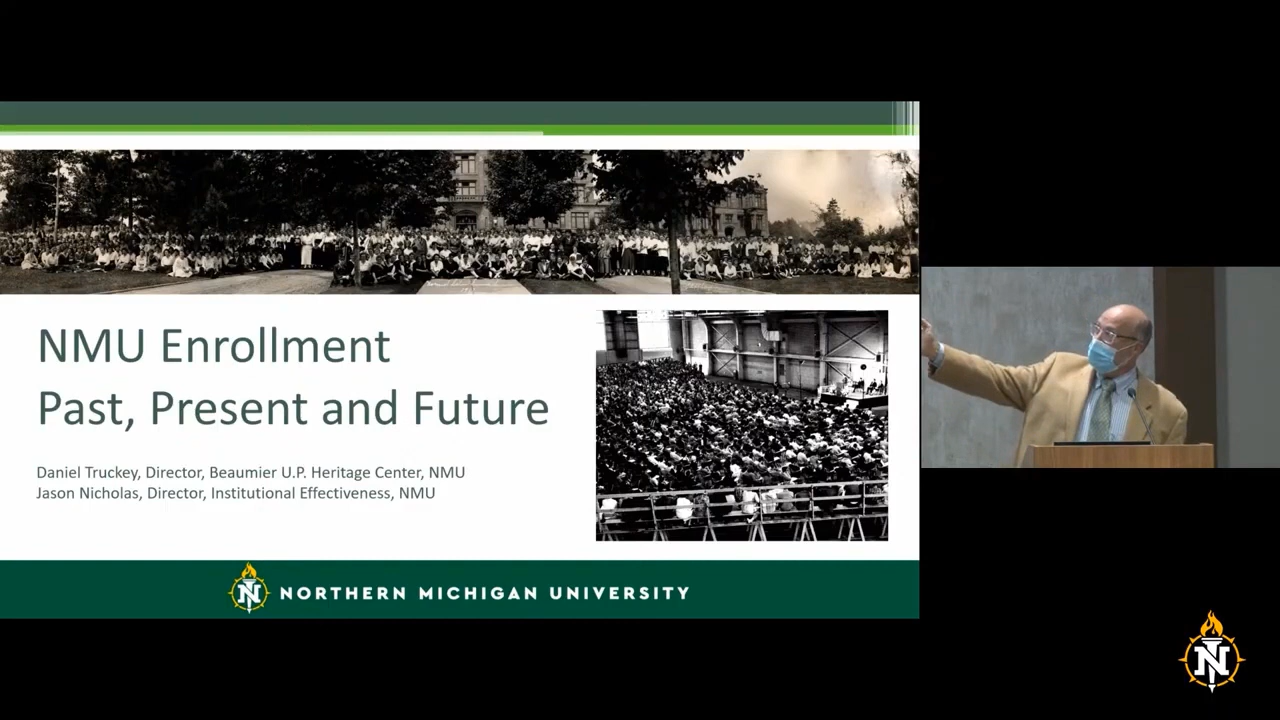 NMU Enrollment
Past, Present and Future
Daniel Truckey, Director, Beaumier U.P. Heritage Center, NMU
Jason Nicholas, Director, Institutional Effectiveness, NMU
N NORTHERN MICHIGAN UNIVERSITY
N